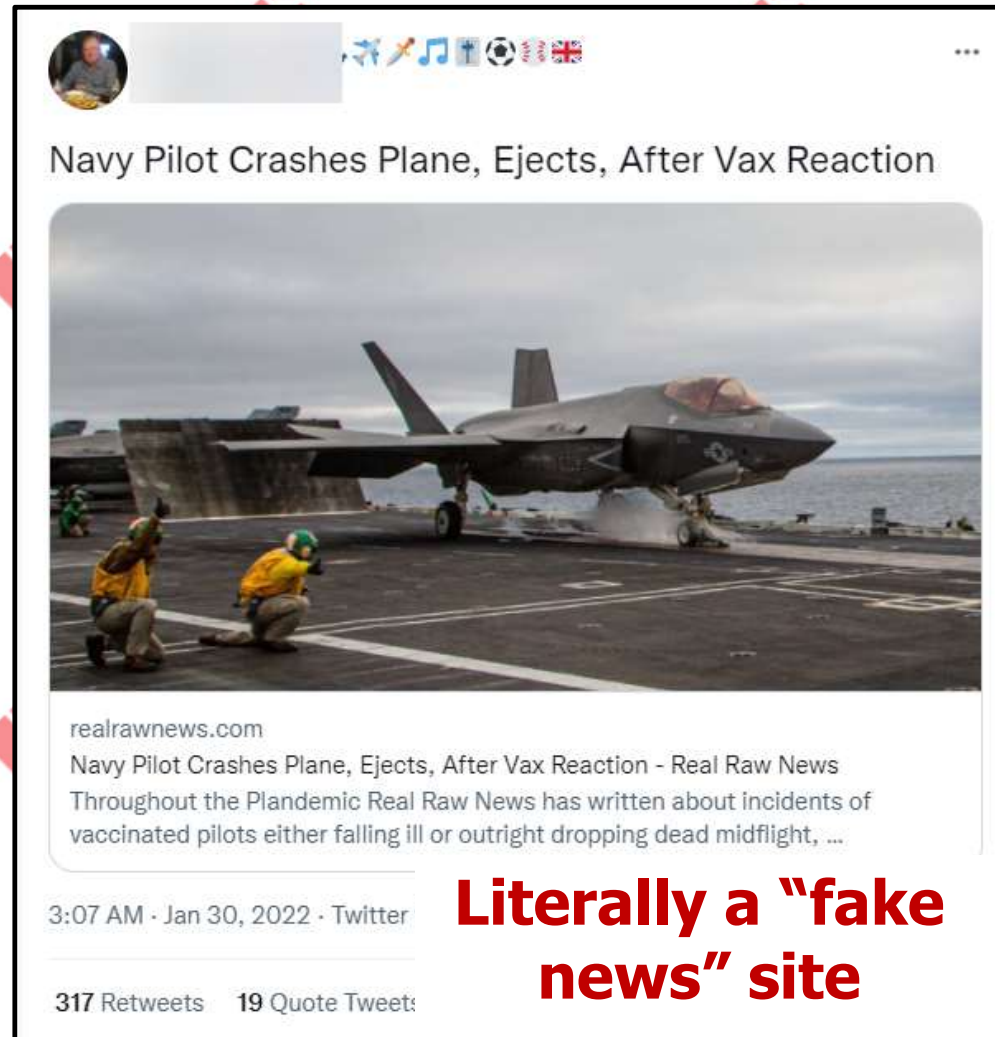 Navy Pilot Crashes Plane, Ejects, After Vax Reaction
realrawnews.com
Navy Pilot Crashes Plane, Ejects, After Vax Reaction - Real Raw News
Throughout the Plandemic Real Raw News has written about incidents of
vaccinated pilots either falling ill or outright dropping dead midflight, ...
3:07 AM · Jan 30, 2022 · Twitter
Literally a “fake
news” site
317 Retweets 19 Quote Tweets